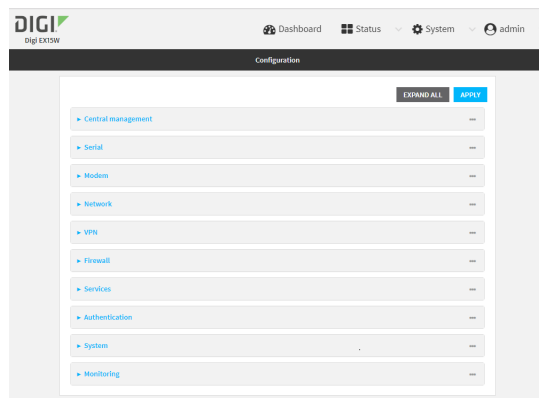 DIGI
Digi EX15W
Dashboard Status System admin
Configuration
EXPAND ALL APPLY
Central management
Serial
Modem
Network
VPN
Firewall
Services
Authentication
System
Monitoring